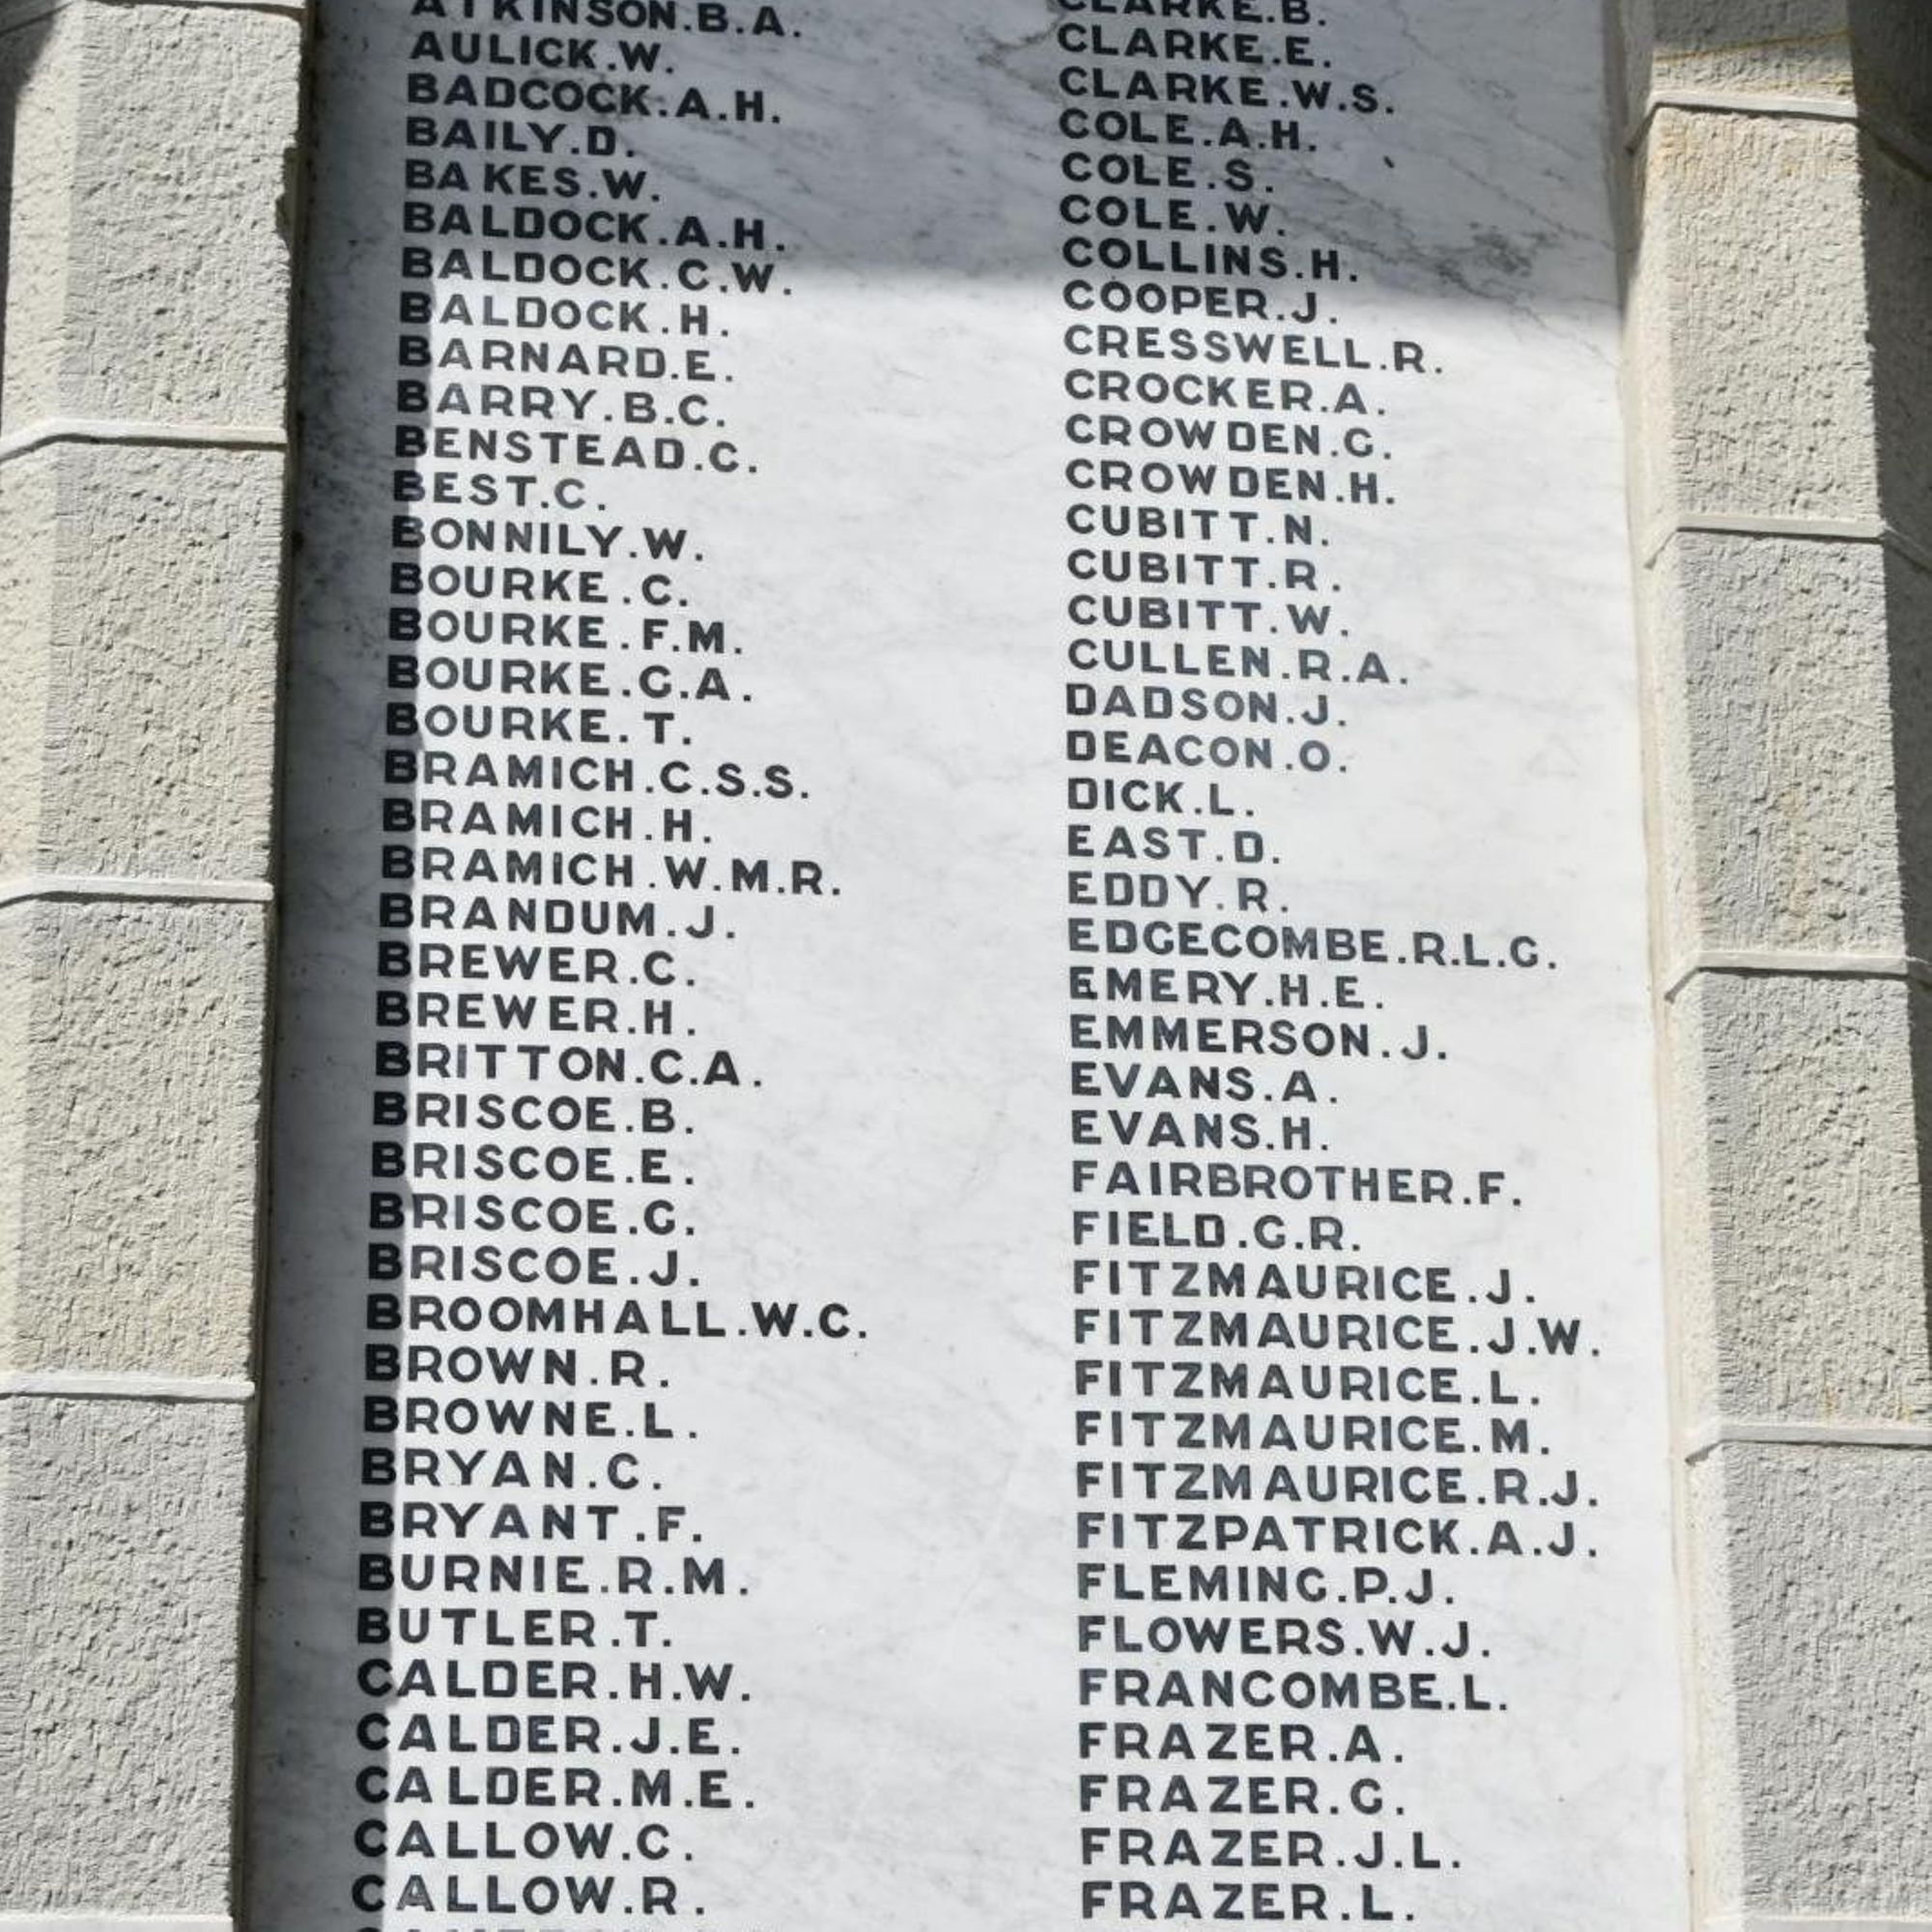 ATKINSON.B.A.
AULICK.W.
BADCOCK.A.H.
BAILY.D.
BAKES.W.
BALDOCK.A.H.
BALDOCK.C.W.
BALDOCK.H.
BARNARD.E.
BARRY.B.C.
BENSTEAD.C.
BEST.C.
BONNILY.W.
BOURKE.C.
BOURKE.F.M.
BOURKE.G.A.
BOURKE.T.
BRAMICH.C.S.S.
BRAMICH.H.
BRAMICH.W.M.R.
BRANDUM.J.
BREWER.C.
BREWER.H.
BRITTON.C.A.
BRISCOE.B.
BRISCOE.E.
BRISCOE.G.
BRISCOE.J.
BROOMHALL.W.C.
BROWN.R.
BROWNE.L.
BRYAN.C.
BRYANT.F.
BURNIE.R.M.
BUTLER.T.
CALDER.H.W.
CALDER.J.E.
CALDER.M.E.
CALLOW.C.
CALLOW.R.
CLARKE.B.
CLARKE.E.
CLARKE.W.S.
COLE.A.H.
COLE.S.
COLE.W.
COLLINS.H.
COOPER.J.
CRESSWELL.R.
CROCKER.A.
CROWDEN.G.
CROWDEN.H.
CUBITT.N.
CUBITT.R.
CUBITT.W.
CULLEN.R.A.
DADSON.J.
DEACON.O.
DICK.L.
EAST.D.
EDDY.R.
EDGECOMBE.R.L.G.
EMERY.H.E.
EMMERSON.J.
EVANS.A.
EVANS.H.
FAIRBROTHER.F.
FIELD.G.R.
FITZMAURICE.J.
FITZMAURICE.J.W.
FITZMAURICE.L.
FITZMAURICE.M.
FITZMAURICE.R.J.
FITZPATRICK.A.J.
FLEMING.P.J.
FLOWERS.W.J.
FRANCOMBE.L.
FRAZER.A.
FRAZER.G.
FRAZER.J.L.
FRAZER.L.